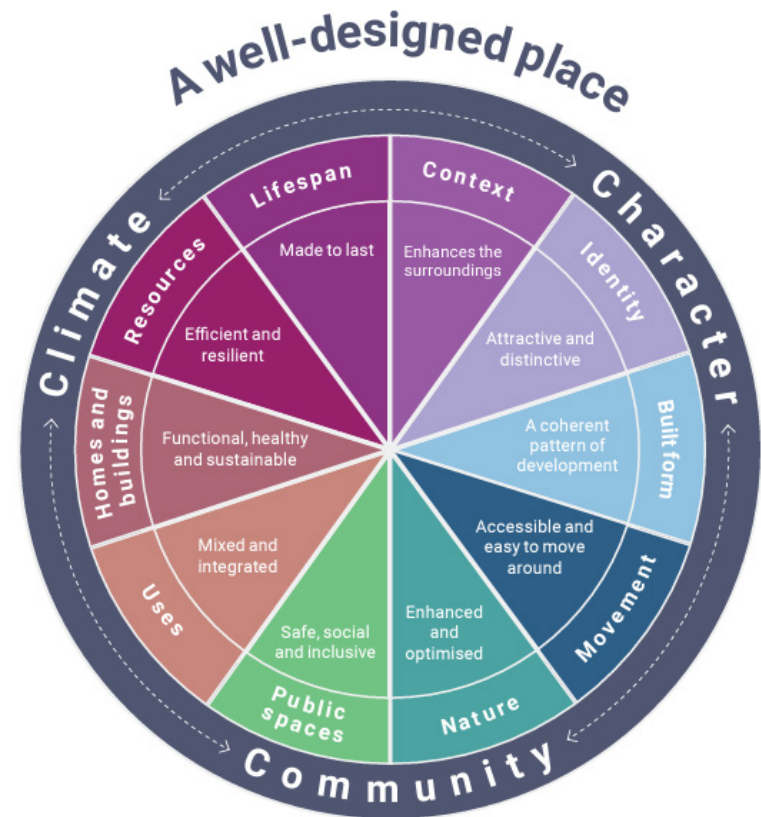 A well-designed place
Climate
Character
Community
Context
Enhances the
surroundings
Identity
Attractive and
distinctive
Built form
A coherent
pattern of
development
Movement
Accessible and
easy to move
around
Nature
Enhanced
and
optimised
Public
spaces
Safe, social
and inclusive
Uses
Mixed and
integrated
Homes and
buildings
Functional, healthy
and sustainable
Resources
Efficient and
resilient
Lifespan
Made to last